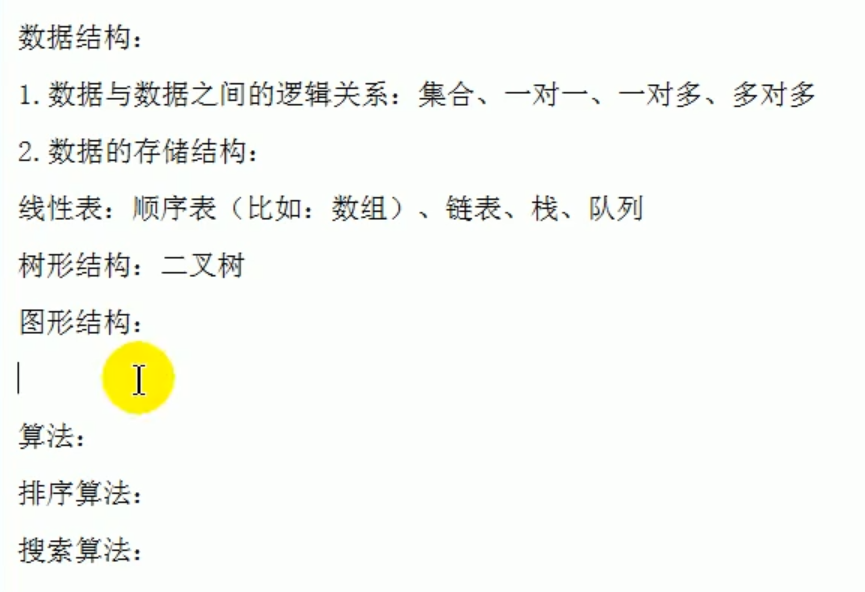 数据结构：
1.数据与数据之间的逻辑关系：集合、一对一、一对多、多对多
2.数据的存储结构：
线性表：顺序表（比如：数组）、链表、栈、队列
树形结构：二叉树
图形结构：
算法：
排序算法：
搜索算法：